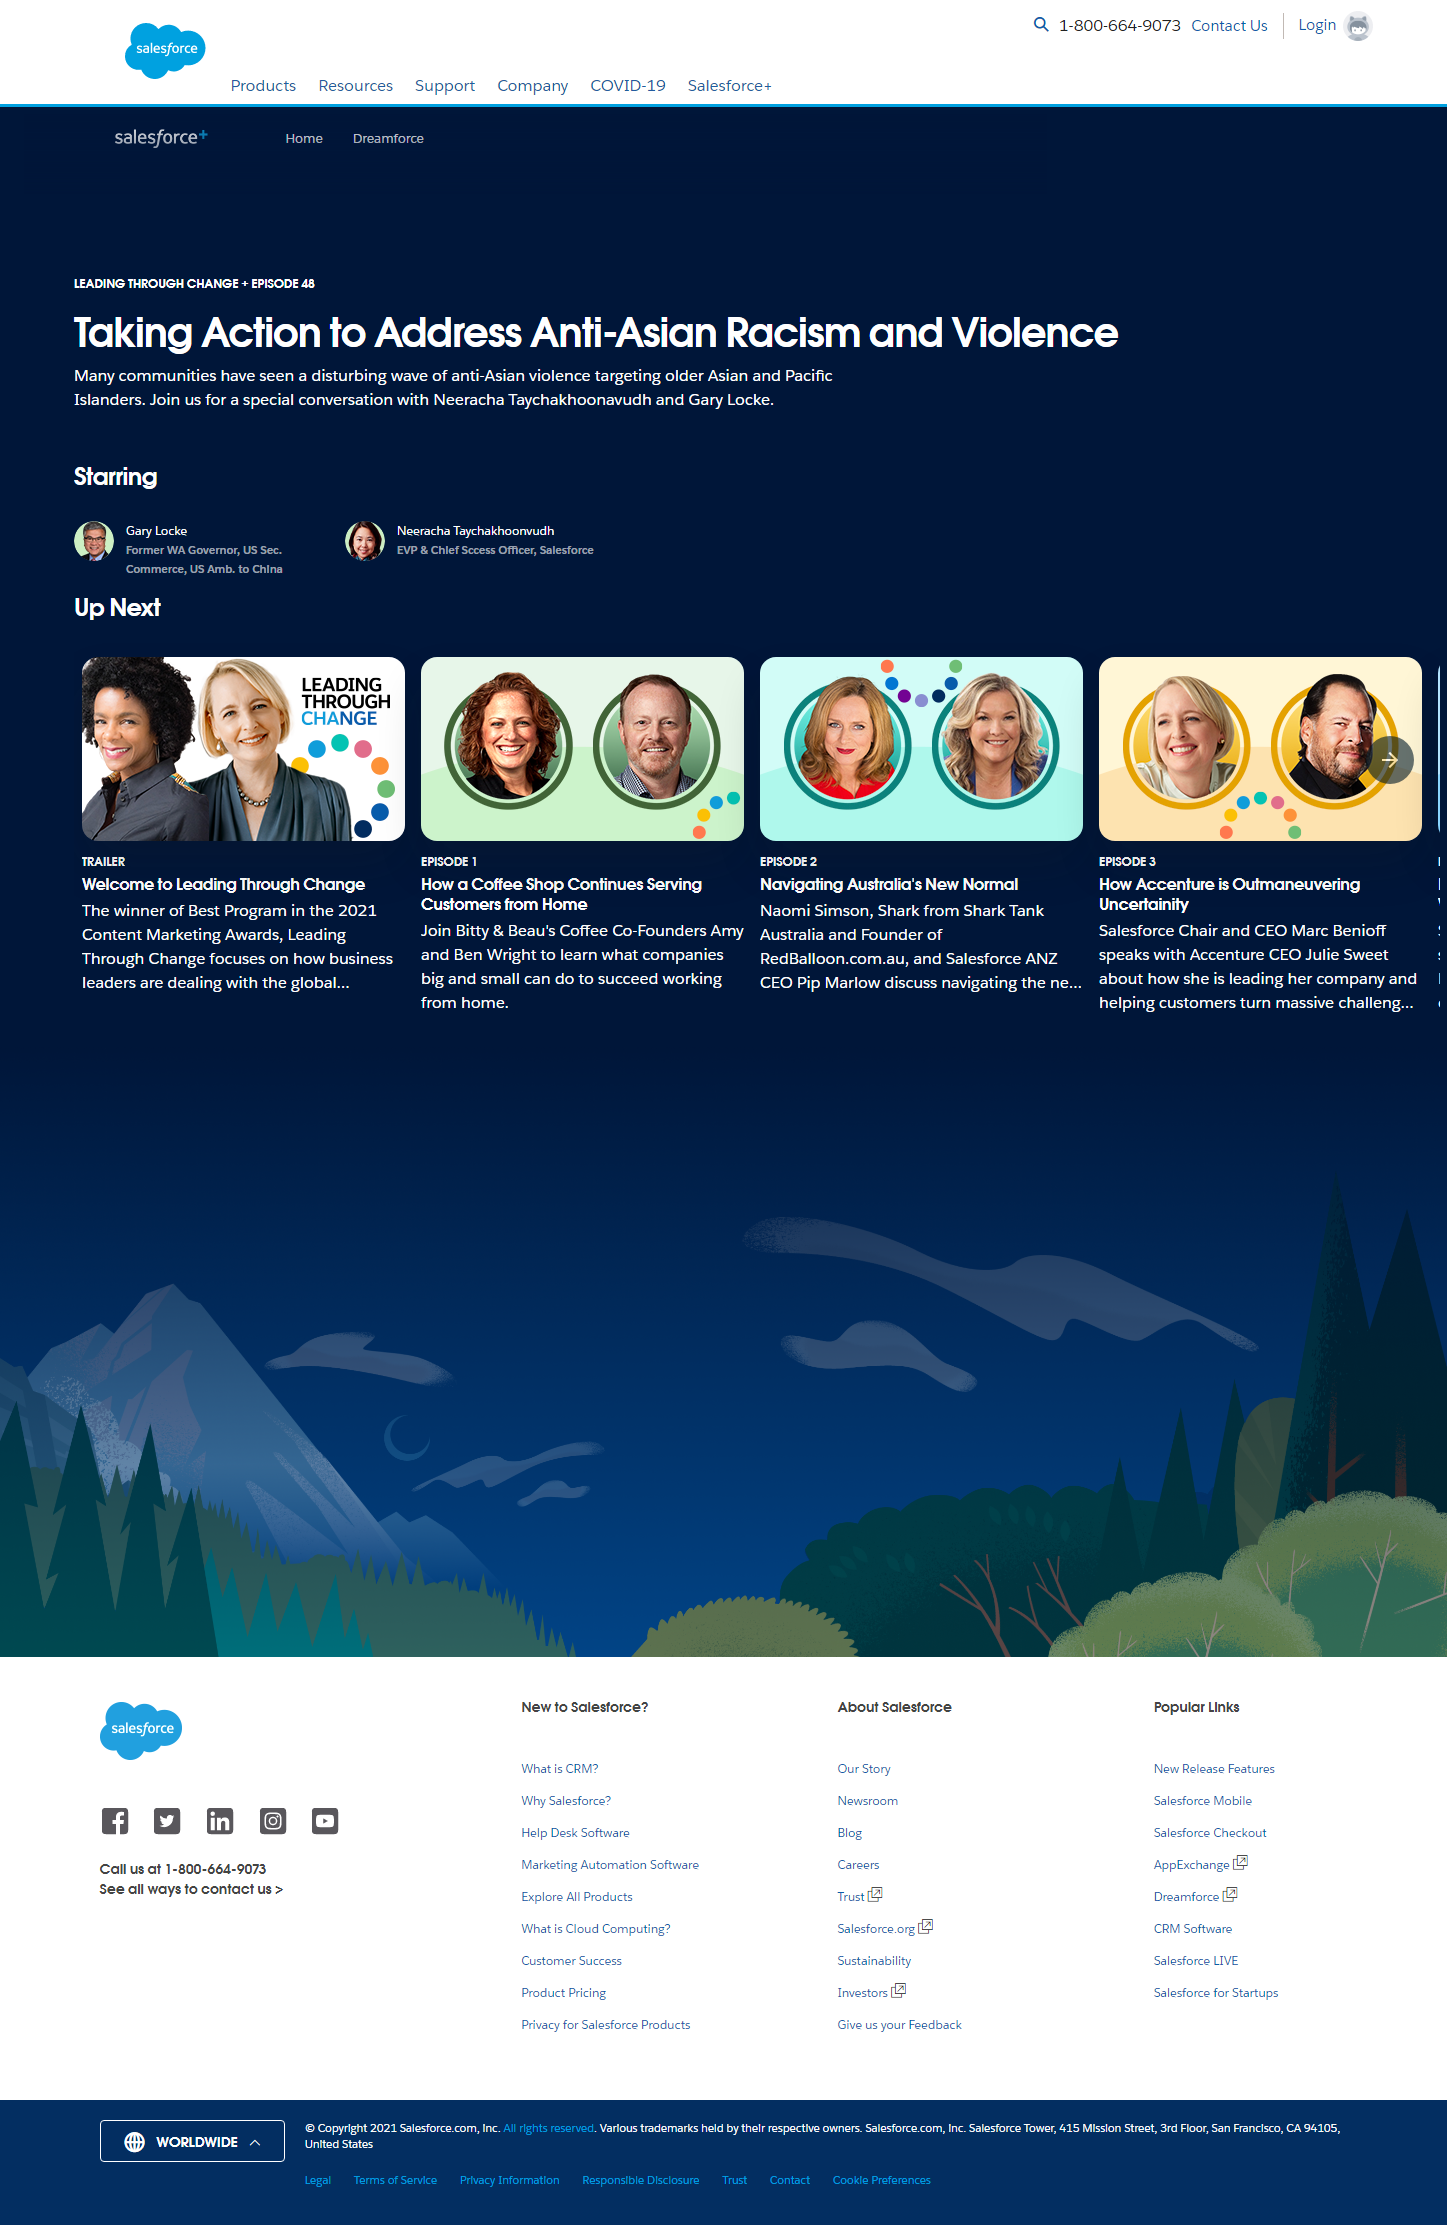 1-800-664-9073 Contact Us Login
salesforce
Products Resources Support Company COVID-19 Salesforce+
salesforce+ Home Dreamforce
LEADING THROUGH CHANGE + EPISODE 48
Taking Action to Address Anti-Asian Racism and Violence
Many communities have seen a disturbing wave of anti-Asian violence targeting older Asian and Pacific
Islanders. Join us for a special conversation with Neeracha Taychakhoonavudh and Gary Locke.
Starring
Gary Locke
Former WA Governor, US Sec.
Commerce, US Amb. to China
Neeracha Taychakhoonvudh
EVP & Chief Sccess Officer, Salesforce
Up Next
LEADING
THROUGH
CHANGE
TRAILER
Welcome to Leading Through Change
The winner of Best Program in the 2021
Content Marketing Awards, Leading
Through Change focuses on how business
leaders are dealing with the global...
EPISODE 1
How a Coffee Shop Continues Serving
Customers from Home
Join Bitty & Beau's Coffee Co-Founders Amy
and Ben Wright to learn what companies
big and small can do to succeed working
from home.
EPISODE 2
Navigating Australia's New Normal
Naomi Simson, Shark from Shark Tank
Australia and Founder of
RedBalloon.com.au, and Salesforce ANZ
CEO Pip Marlow discuss navigating the ne...
EPISODE 3
How Accenture is Outmaneuvering
Uncertainity
Salesforce Chair and CEO Marc Benioff
speaks with Accenture CEO Julie Sweet
about how she is leading her company and
helping customers turn massive challeng...
salesforce
Call us at 1-800-664-9073
See all ways to contact us >
New to Salesforce?
What is CRM?
Why Salesforce?
Help Desk Software
Marketing Automation Software
Explore All Products
What is Cloud Computing?
Customer Success
Product Pricing
Privacy for Salesforce Products
About Salesforce
Our Story
Newsroom
Blog
Careers
Trust
Salesforce.org
Sustainability
Investors
Give us your Feedback
Popular Links
New Release Features
Salesforce Mobile
Salesforce Checkout
AppExchange
Dreamforce
CRM Software
Salesforce LIVE
Salesforce for Startups
WORLDWIDE
© Copyright 2021 Salesforce.com, inc. All rights reserved. Various trademarks held by their respective owners. Salesforce.com, inc. Salesforce Tower, 415 Mission Street, 3rd Floor, San Francisco, CA 94105,
United States
Legal Terms of Service Privacy Information Responsible Disclosure Trust Contact Cookie Preferences